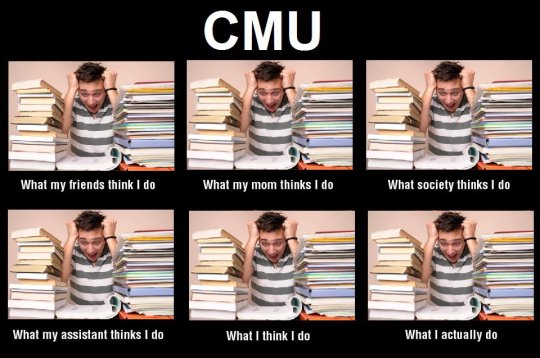 CMU
What my friends think I do
What my mom thinks I do
What society thinks I do
What my assistant thinks I do
What I think I do
What I actually do